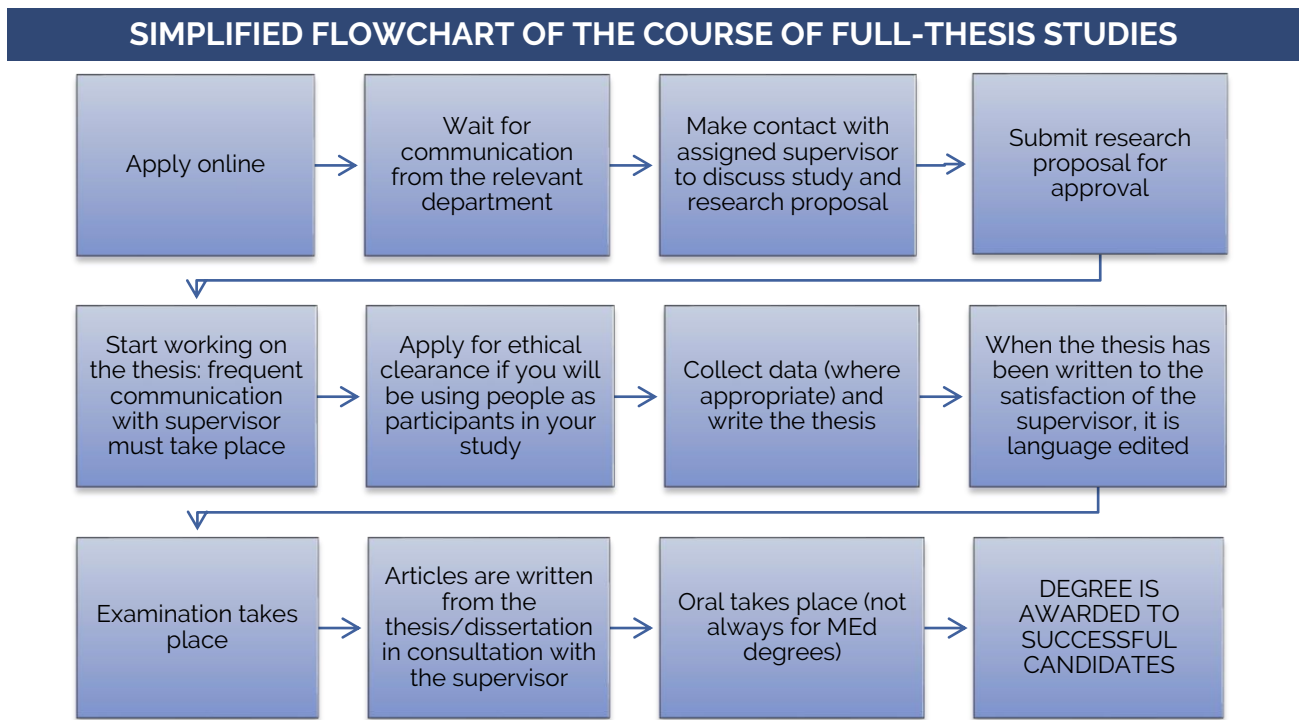 SIMPLIFIED FLOWCHART OF THE COURSE OF FULL-THESIS STUDIES
Apply online
Wait for
communication
from the relevant
department
Make contact with
assigned supervisor
to discuss study and
research proposal
Submit research
proposal for
approval
Start working on
the thesis: frequent
communication
with supervisor
must take place
Apply for ethical
clearance if you will
be using people as
participants in your
study
Collect data (where
appropriate) and
write the thesis
When the thesis has
been written to the
satisfaction of the
supervisor, it is
language edited
Examination takes
place
Articles are written
from the
thesis/dissertation
in consultation with
the supervisor
Oral takes place (not
always for MEd
degrees)
DEGREE IS
AWARDED TO
SUCCESSFUL
CANDIDATES